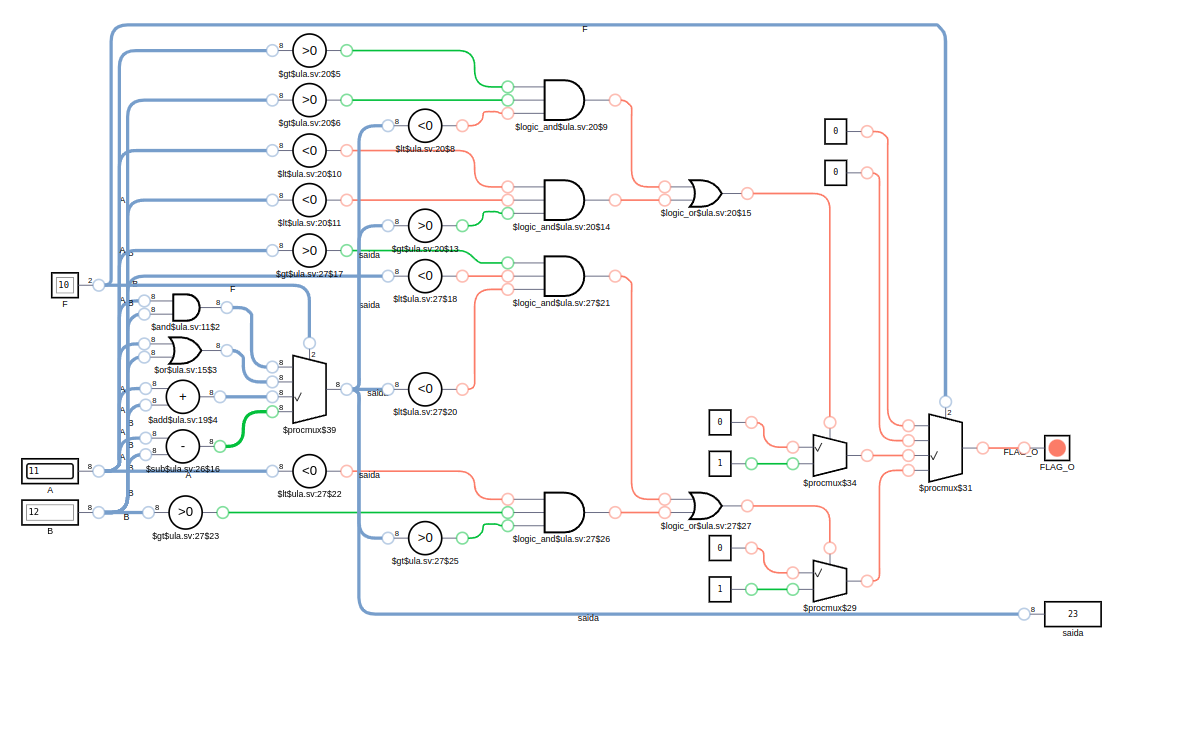 F
8
>0
$gt$ula.sv:20$5
8
>0
$gt$ula.sv:20$6
8
<0
$lt$ula.sv:20$8
$logic_and$ula.sv:20$9
0
0
8
<0
$lt$ula.sv:20$10
A
8
<0
$lt$ula.sv:20$11
$logic_and$ula.sv:20$14
$logic_or$ula.sv:20$15
8
>0
$gt$ula.sv:20$13
A
B
8
>0
$gt$ula.sv:27$17
saida
8
<0
$lt$ula.sv:27$18
$logic_and$ula.sv:27$21
10
F
2
B
F
A
B
8
8
8
$and$ula.sv:11$2
saida
8
8
8
$or$ula.sv:15$3
2
8
8
8
8
8
$procmux$39
A
8
8
8
+
$add$ula.sv:19$4
A
saida
8
<0
$lt$ula.sv:27$20
B
A
B
8
8
8
-
$sub$ula.sv:26$16
A
B
0
1
$procmux$34
2
$procmux$31
FLAG_O
FLAG_O
11
A
8
A
8
<0
$lt$ula.sv:27$22
saida
12
B
8
B
B
8
>0
$gt$ula.sv:27$23
$logic_and$ula.sv:27$26
$logic_or$ula.sv:27$27
8
>0
$gt$ula.sv:27$25
0
1
$procmux$29
saida
8
23
saida